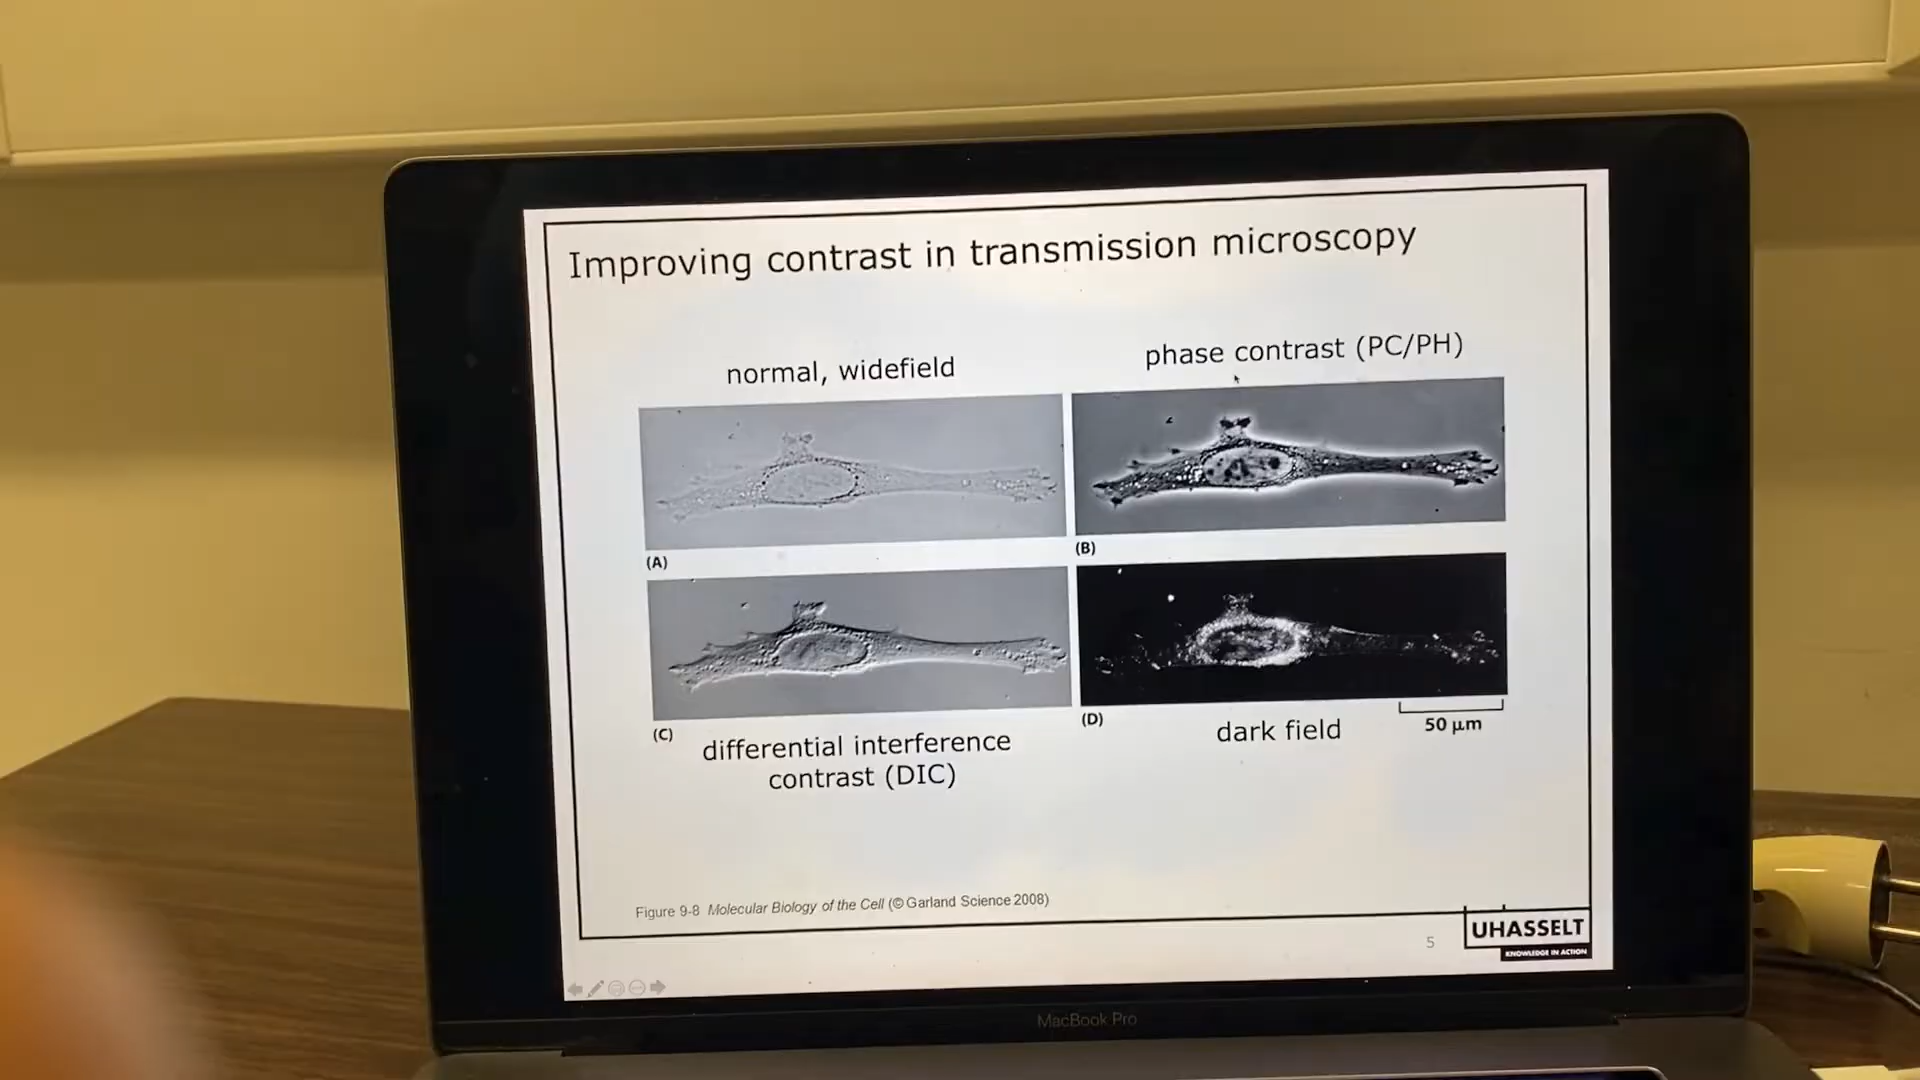 Improving contrast in transmission microscopy
normal, widefield
phase contrast (PC/PH)
(A)
(B)
(C)
differential interference
contrast (DIC)
(D)
dark field
50 µm
Figure 9-8 Molecular Biology of the Cell (© Garland Science 2008)
5
UHASSELT
KNOWLEDGE IN ACTION
MacBook Pro